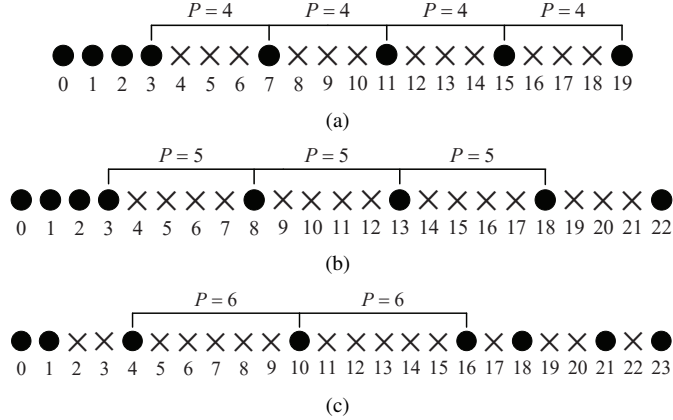 P = 4 P = 4 P = 4 P = 4
0 1 2 3 4 5 6 7 8 9 10 11 12 13 14 15 16 17 18 19
(a)
P = 5 P = 5 P = 5
0 1 2 3 4 5 6 7 8 9 10 11 12 13 14 15 16 17 18 19 20 21 22
(b)
P = 6 P = 6
0 1 2 3 4 5 6 7 8 9 10 11 12 13 14 15 16 17 18 19 20 21 22 23
(c)